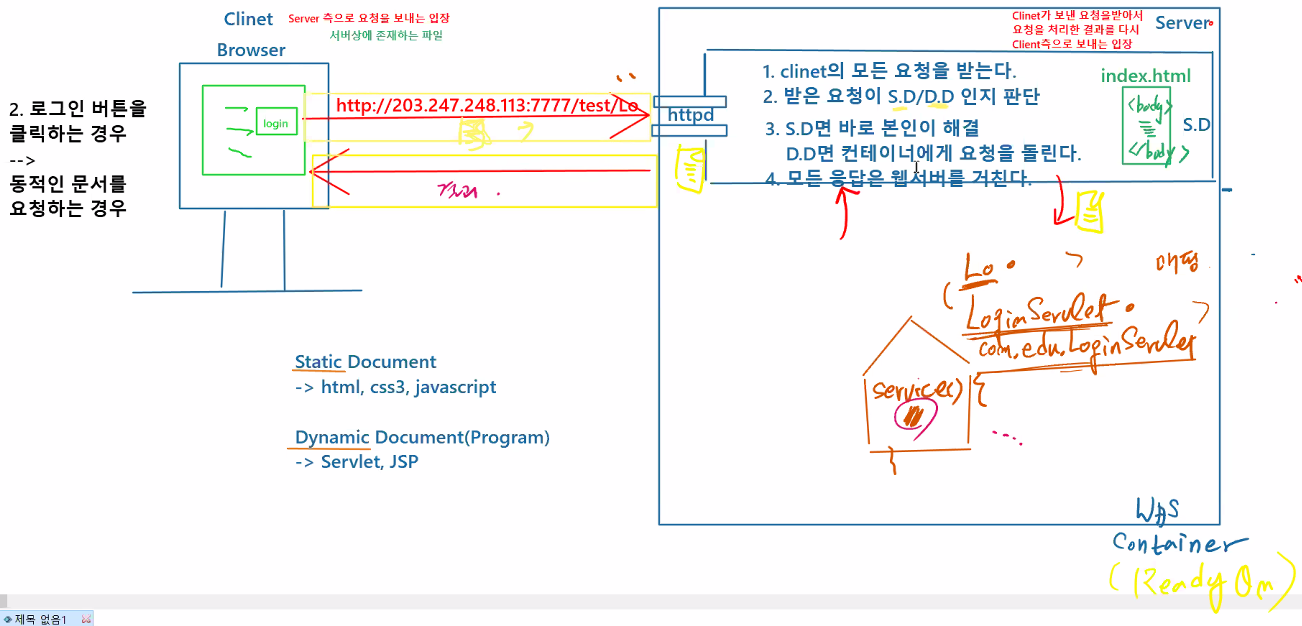 Clinet
Server 측으로 요청을 보내는 입장
서버상에 존재하는 파일
Browser
login
2. 로그인 버튼을
클릭하는 경우
-->
동적인 문서를
요청하는 경우
http://203.247.248.113:7777/test/Lo
httpd
Clinet가 보낸 요청을받아서
요청을 처리한 결과를 다시
Client측으로 보내는 입장
Server
1. clinet의 모든 요청을 받는다.
2. 받은 요청이 S.D/D.D 인지 판단
3. S.D면 바로 본인이 해결
D.D면 컨테이너에게 요청을 돌린다.
4. 모든 응답은 웹서버를 거친다.
index.html
<body>
</body>
S.D
Lo
매핑
LoginServlet
com.edu.LoginServlet
service()
{
}
Static Document
-> html, css3, javascript
Dynamic Document(Program)
-> Servlet, JSP
WAS
Container
(Ready On)
제목 없음1